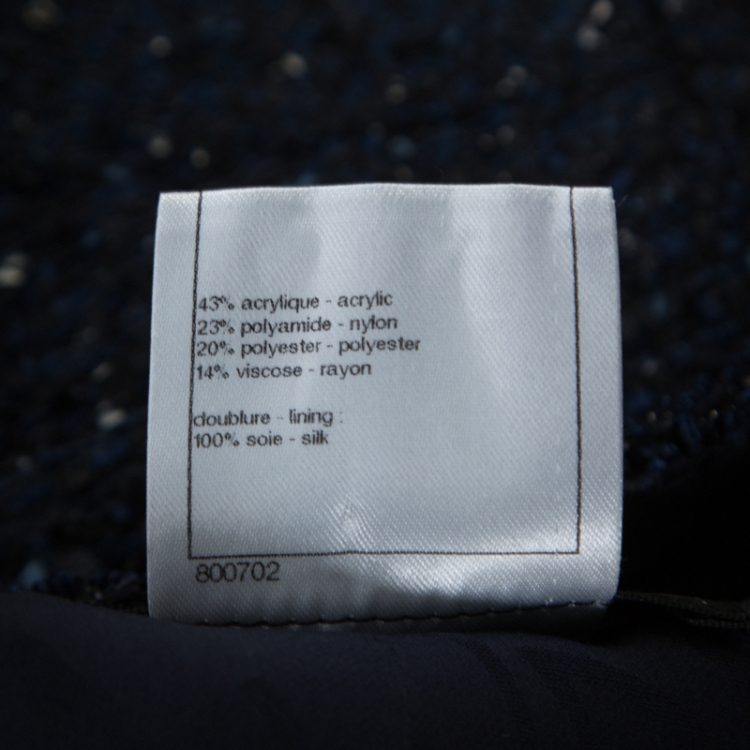 43% acrylique - acrylic
23% polyamide - nylon
20% polyester - polyester
14% viscose - rayon
doublure - lining :
100% soie - silk
800702